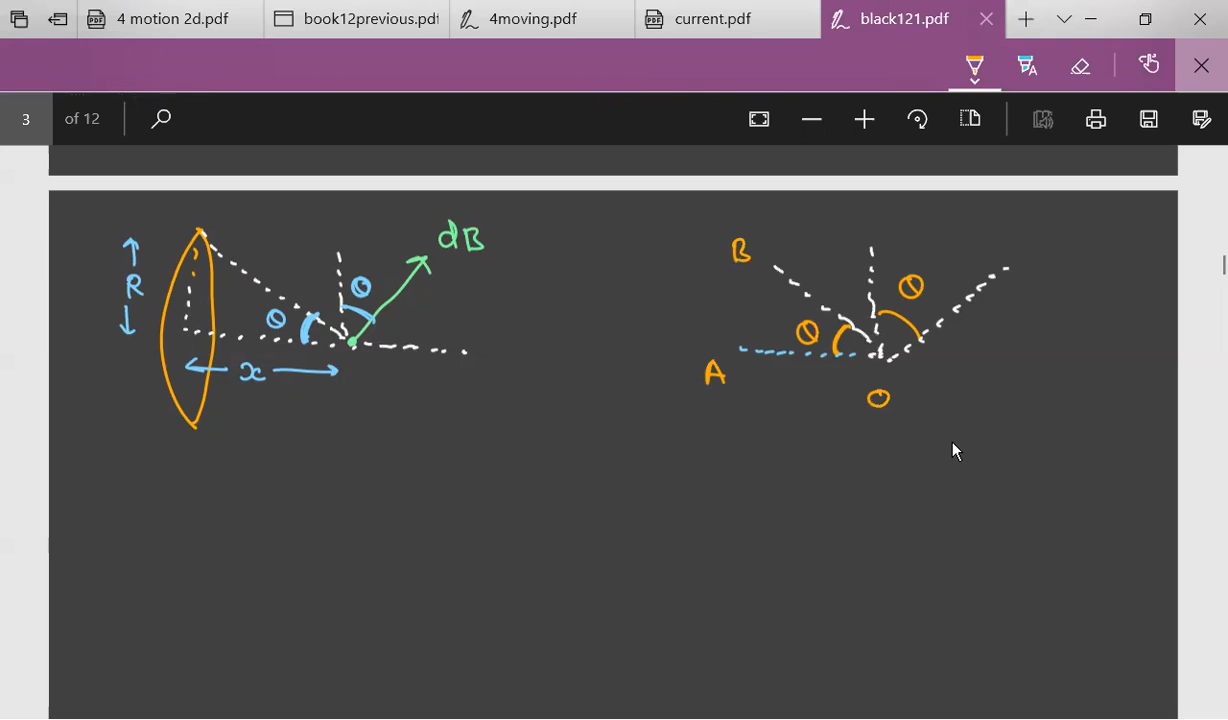 4 motion 2d.pdf
book12previous.pdf
4moving.pdf
current.pdf
black121.pdf
3 of 12
dB
R
θ
θ
x
B
θ
θ
A
O